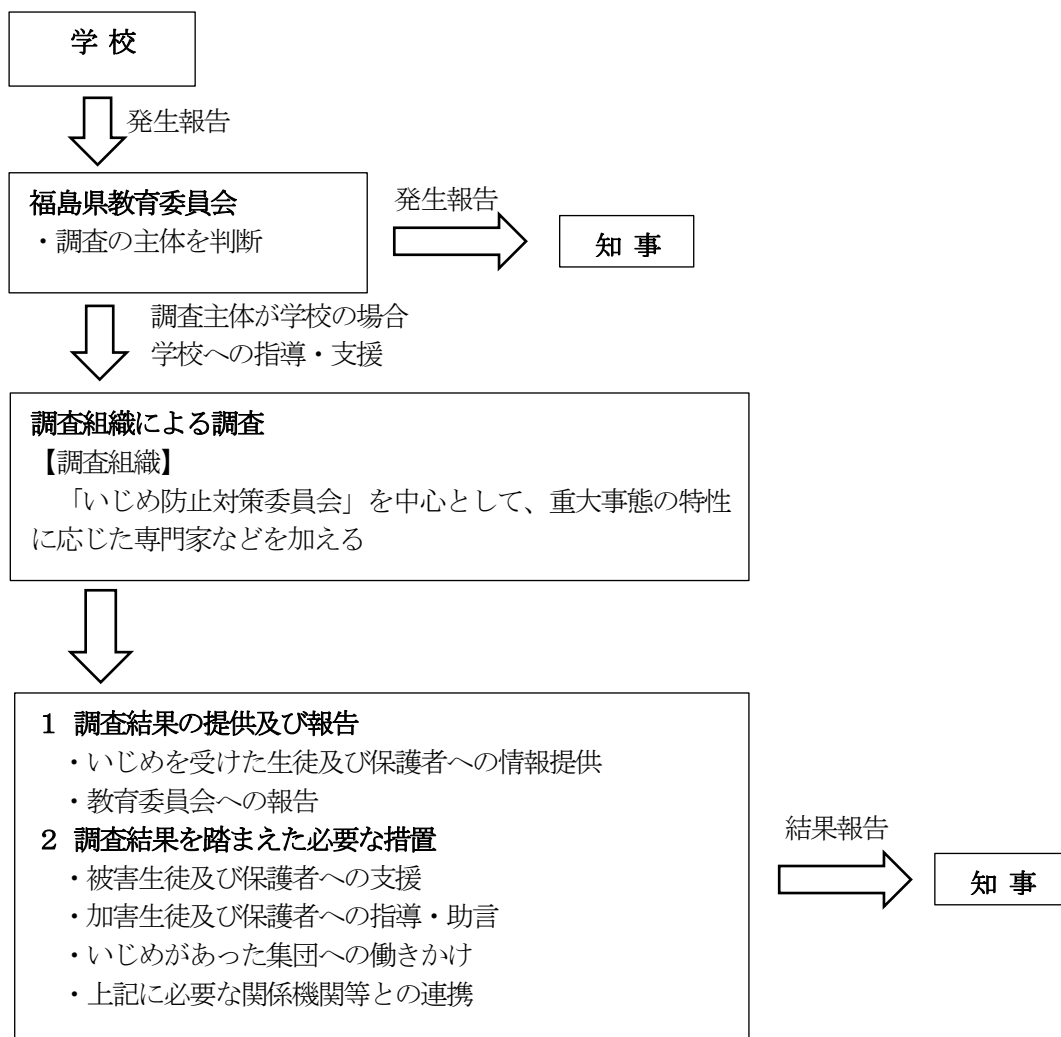 学 校
発生報告
福島県教育委員会
・調査の主体を判断
発生報告
知 事
調査主体が学校の場合
学校への指導・支援
調査組織による調査
【調査組織】
「いじめ防止対策委員会」を中心として、重大事態の特性
に応じた専門家などを加える
1 調査結果の提供及び報告
・いじめを受けた生徒及び保護者への情報提供
・教育委員会への報告
2 調査結果を踏まえた必要な措置
・被害生徒及び保護者への支援
・加害生徒及び保護者への指導・助言
・いじめがあった集団への働きかけ
・上記に必要な関係機関等との連携
結果報告
知 事